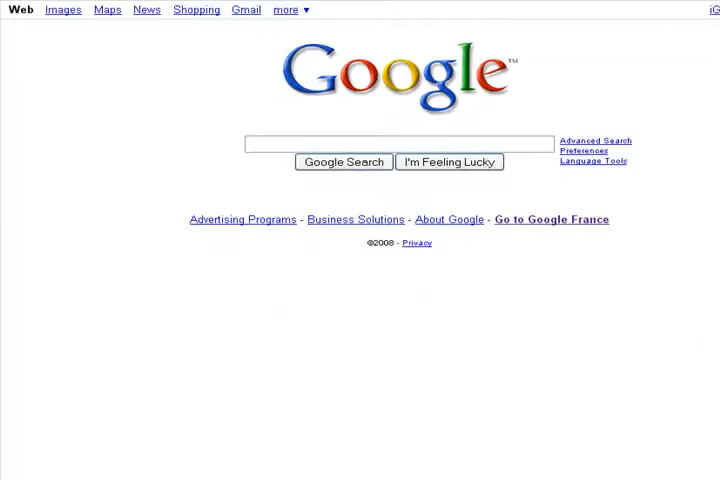 Web Images Maps News Shopping Gmail more ▼ iG
Google™
Advanced Search
Preferences
Language Tools
Google Search I'm Feeling Lucky
Advertising Programs - Business Solutions - About Google - Go to Google France
©2008 - Privacy